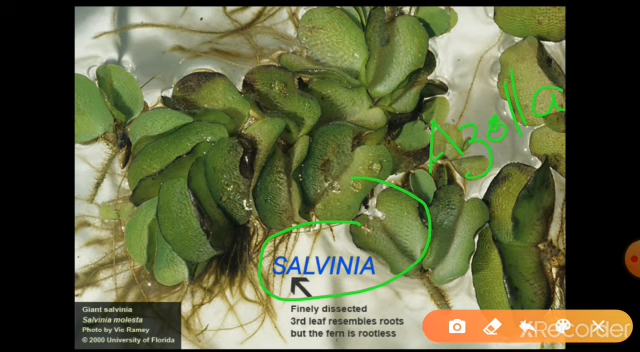 Azolla
SALVINIA
Finely dissected
3rd leaf resembles roots
but the fern is rootless
Giant salvinia
Salvinia molesta
Photo by Vic Ramey
© 2000 University of Florida
XRecorder